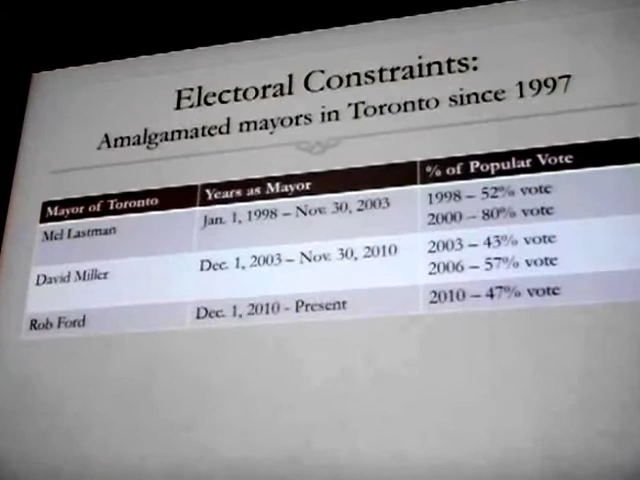 Electoral Constraints:
Amalgamated mayors in Toronto since 1997
Mayor of Toronto Years as Mayor % of Popular Vote
Mel Lastman Jan. 1, 1998 – Nov. 30, 2003 1998 – 52% vote
2000 – 80% vote
David Miller Dec. 1, 2003 – Nov. 30, 2010 2003 – 43% vote
2006 – 57% vote
Rob Ford Dec. 1, 2010 - Present 2010 – 47% vote